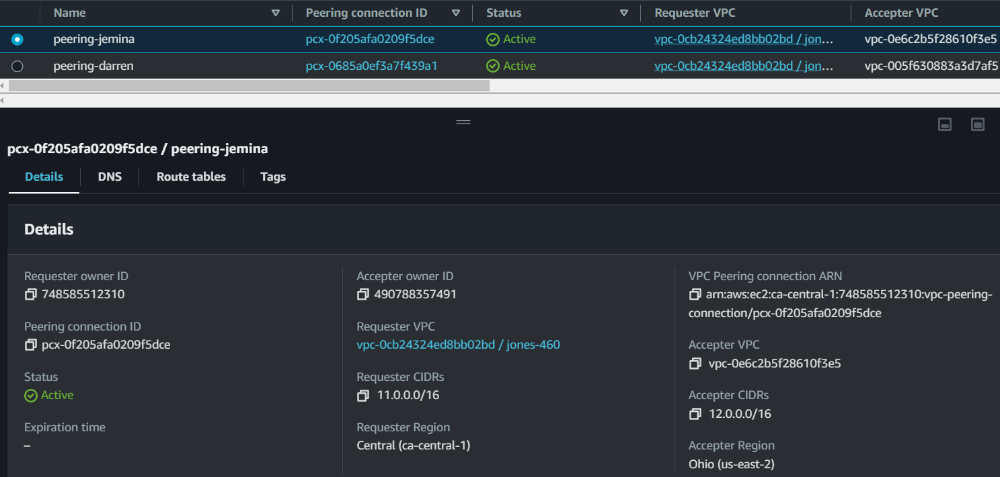 Name Peering connection ID Status Requester VPC Accepter VPC
peering-jemina pcx-0f205afa0209f5dce Active vpc-0cb24324ed8bb02bd / jon... vpc-0e6c2b5f28610f3e5
peering-darren pcx-0685a0ef3a7f439a1 Active vpc-0cb24324ed8bb02bd / jon... vpc-005f630883a3d7af5
pcx-0f205afa0209f5dce / peering-jemina
Details DNS Route tables Tags
Details
Requester owner ID
748585512310
Peering connection ID
pcx-0f205afa0209f5dce
Status
Active
Expiration time
–
Accepter owner ID
490788357491
Requester VPC
vpc-0cb24324ed8bb02bd / jones-460
Requester CIDRs
11.0.0.0/16
Requester Region
Central (ca-central-1)
VPC Peering connection ARN
arn:aws:ec2:ca-central-1:748585512310:vpc-peering-
connection/pcx-0f205afa0209f5dce
Accepter VPC
vpc-0e6c2b5f28610f3e5
Accepter CIDRs
12.0.0.0/16
Accepter Region
Ohio (us-east-2)